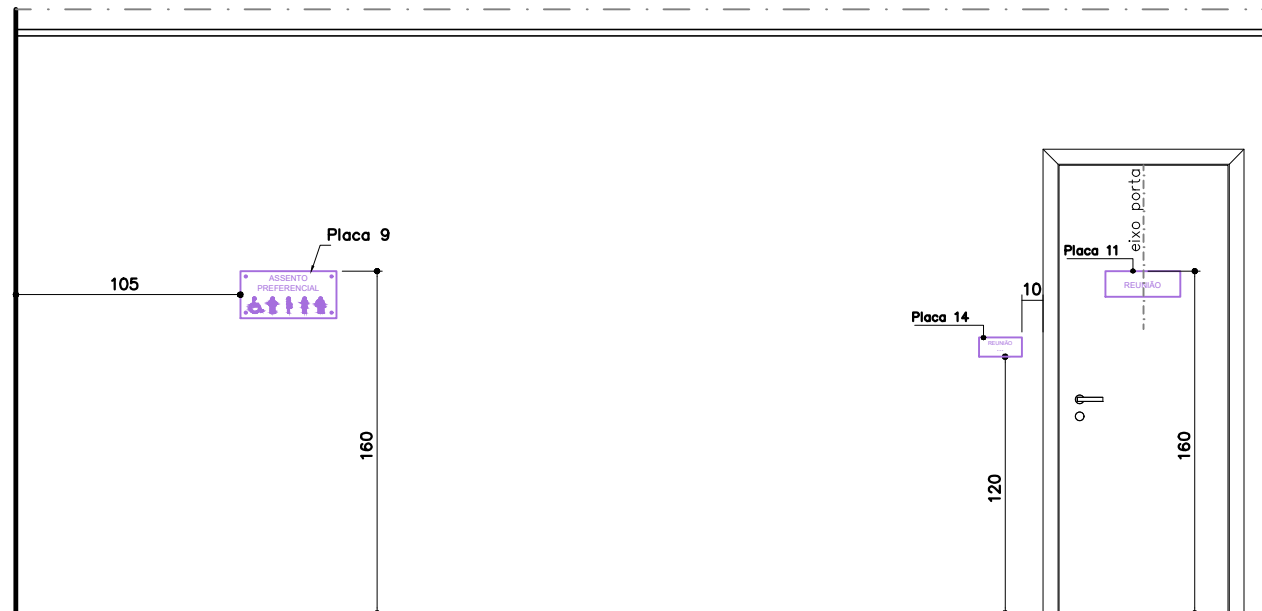 Placa 9
ASSENTO
PREFERENCIAL
105
160
Placa 14
REUNIÃO
10
120
eixo porta
Placa 11
REUNIÃO
160